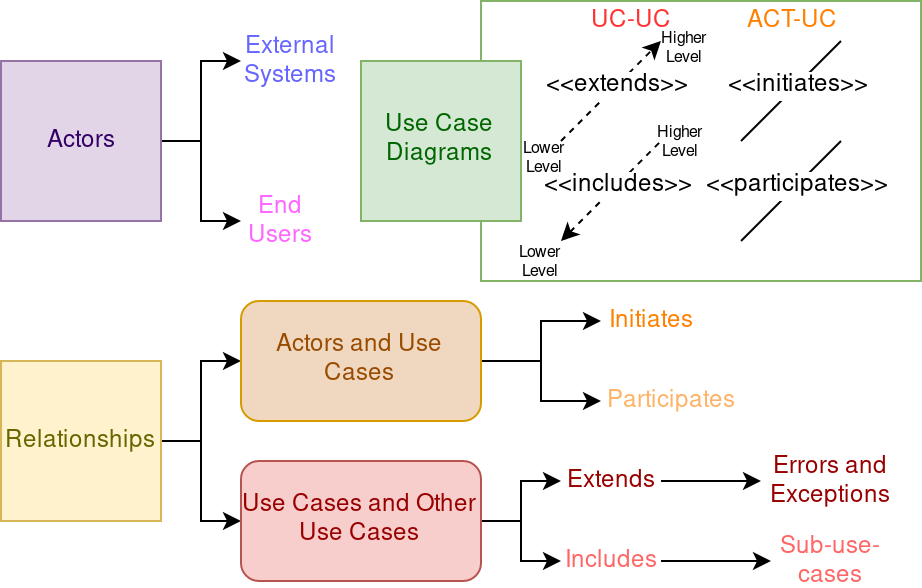 Actors
External
Systems
End
Users
Use Case
Diagrams
UC-UC
ACT-UC
Higher
Level
<<extends>>
<<initiates>>
Lower
Level
Higher
Level
<<includes>>
<<participates>>
Lower
Level
Relationships
Actors and Use
Cases
Initiates
Participates
Use Cases and Other
Use Cases
Extends
Errors and
Exceptions
Includes
Sub-use-
cases